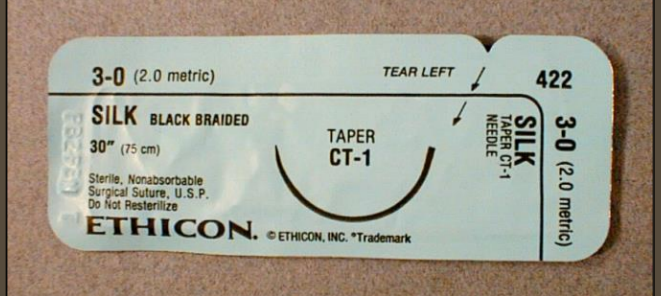 3-0 (2.0 metric)
TEAR LEFT
422
SILK BLACK BRAIDED
30" (75 cm)
TAPER
CT-1
Sterile, Nonabsorbable
Surgical Suture, U.S.P.
Do Not Resterilize
ETHICON. © ETHICON, INC. *Trademark
3-0 (2.0 metric)
SILK
TAPER CT-1
NEEDLE